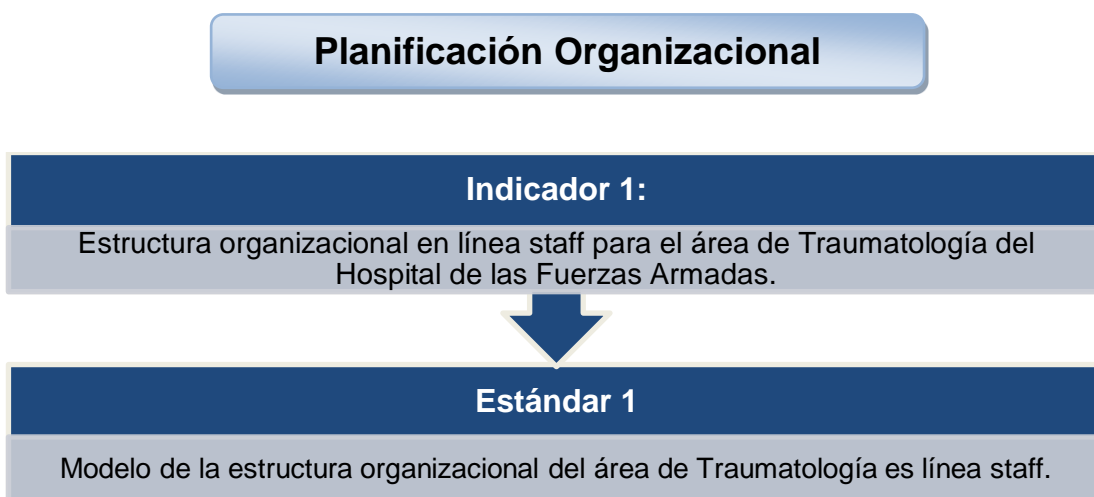 Planificación Organizacional
Indicador 1:
Estructura organizacional en línea staff para el área de Traumatología del
Hospital de las Fuerzas Armadas.
Estándar 1
Modelo de la estructura organizacional del área de Traumatología es línea staff.